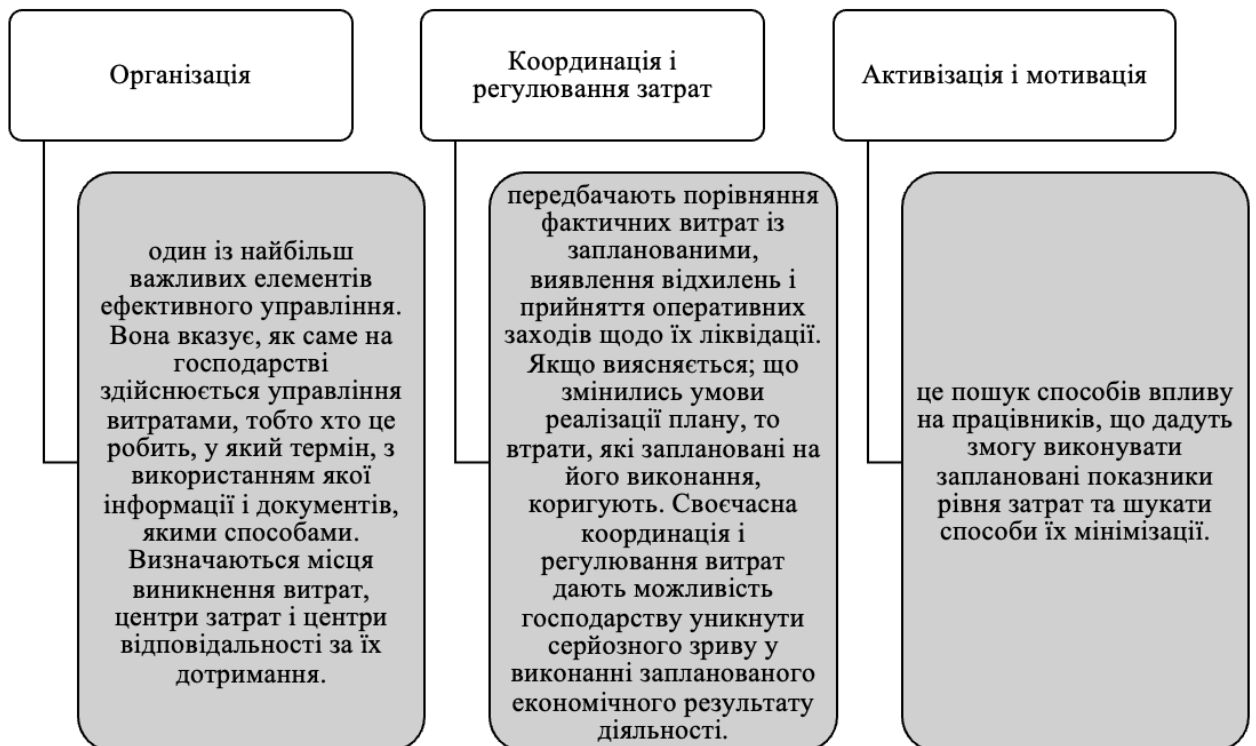 Організація
один із найбільш
важливих елементів
ефективного управління.
Вона вказує, як саме на
господарстві
здійснюється управління
витратами, тобто хто це
робить, у який термін, з
використанням якої
інформації і документів,
якими способами.
Визначаються місця
виникнення витрат,
центри затрат і центри
відповідальності за їх
дотримання.
Координація і
регулювання затрат
передбачають порівняння
фактичних витрат із
запланованими,
виявлення відхилень і
прийняття оперативних
заходів щодо їх ліквідації.
Якщо виясняється; що
змінились умови
реалізації плану, то
втрати, які заплановані на
його виконання,
коригують. Своєчасна
координація і
регулювання витрат
дають можливість
господарству уникнути
серйозного зриву у
виконанні запланованого
економічного результату
діяльності.
Активізація і мотивація
це пошук способів впливу
на працівників, що дадуть
змогу виконувати
заплановані показники
рівня затрат та шукати
способи їх мінімізації.